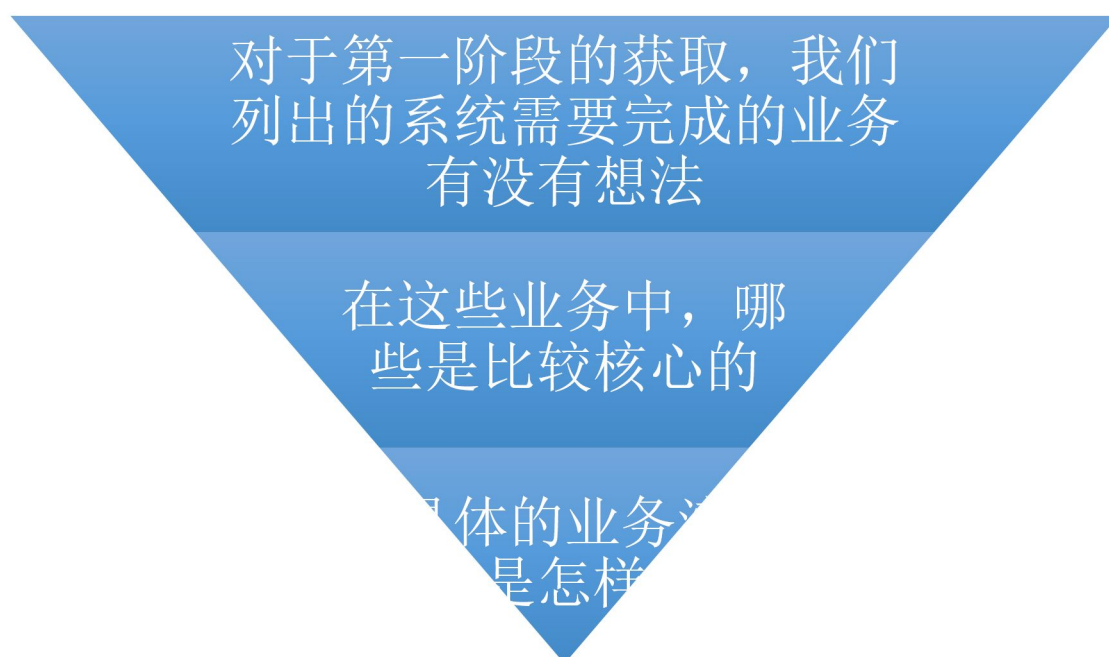 对于第一阶段的获取，我们
列出的系统需要完成的业务
有没有想法
在这些业务中，哪
些是比较核心的
体的业务
是怎样